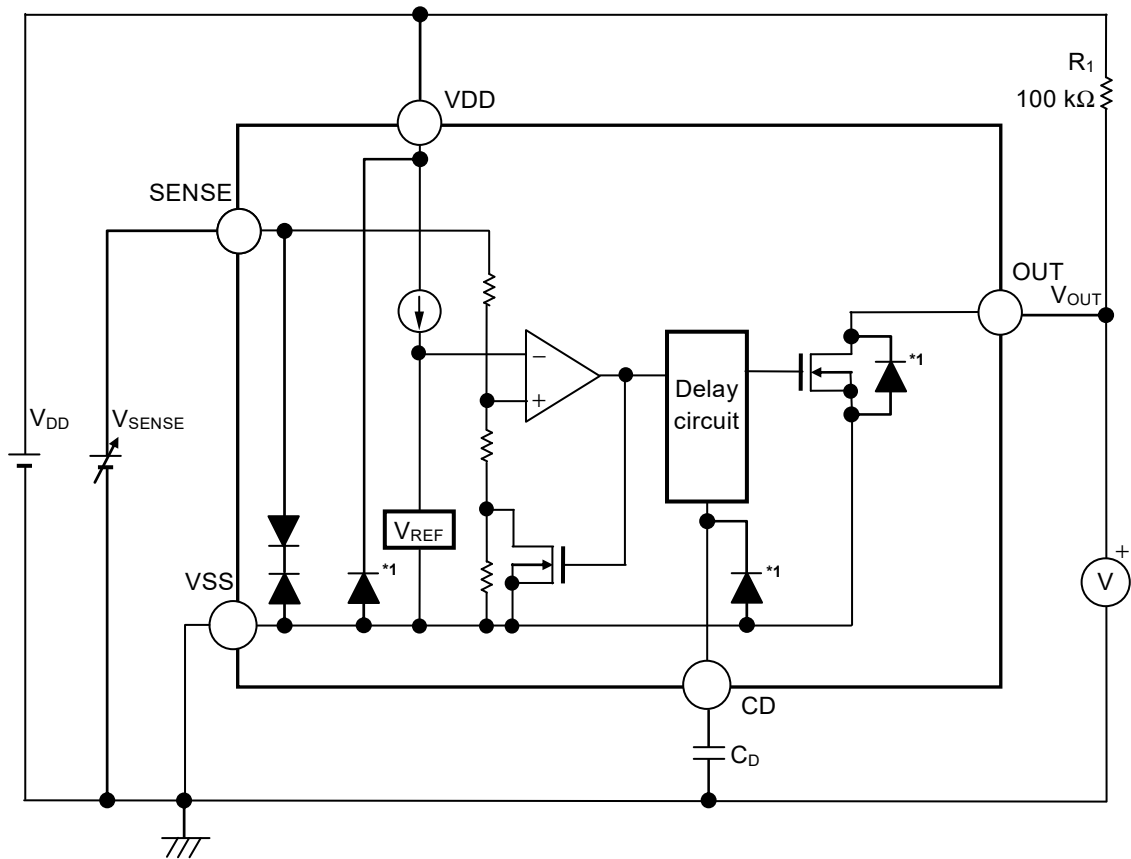 R1
100 kΩ
VDD
SENSE
OUT
VOUT
*1
−
+
Delay
circuit
VDD
VSENSE
VREF
*1
*1
VSS
+
V
CD
CD